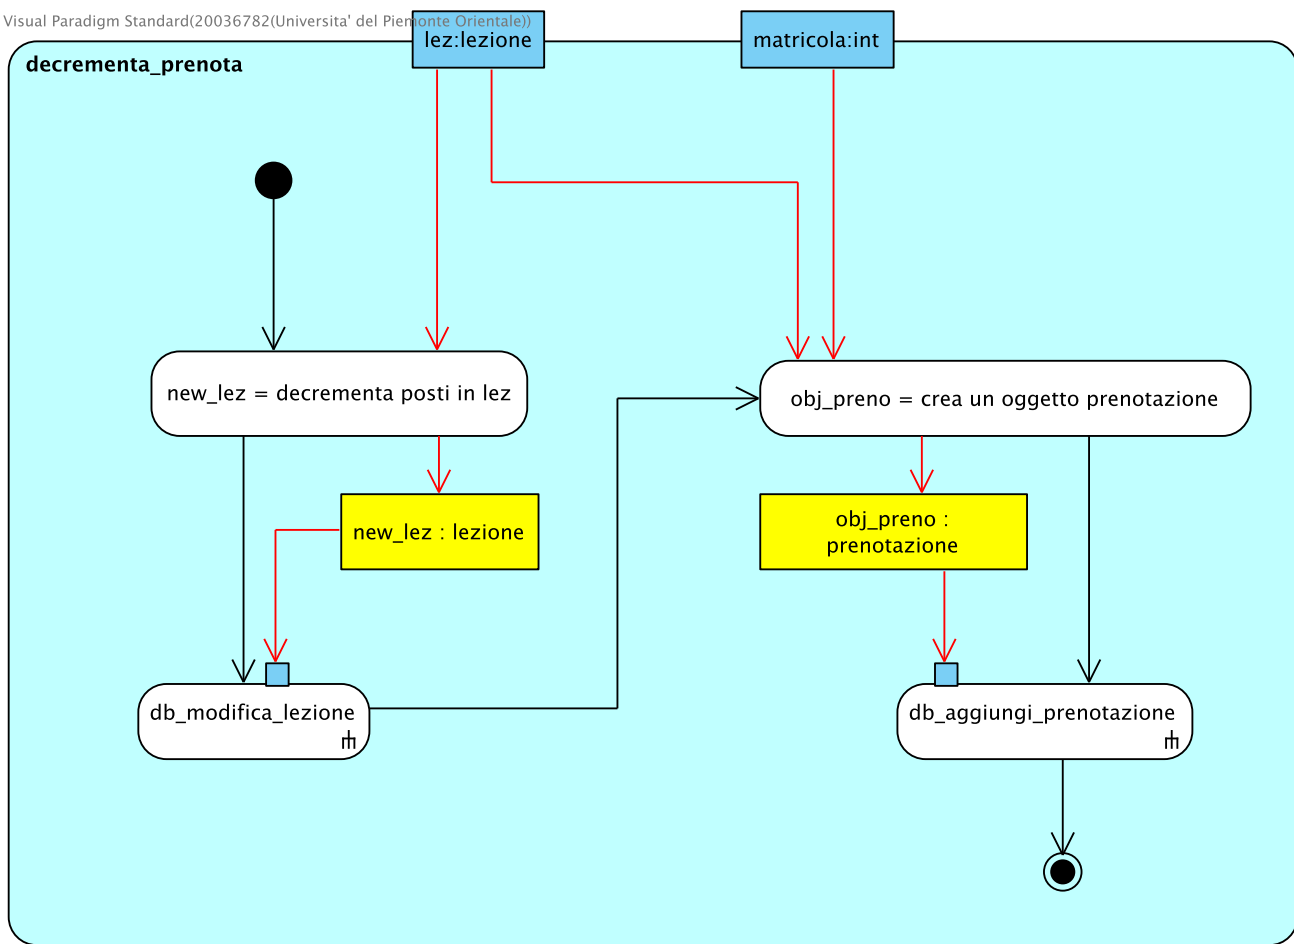 Visual Paradigm Standard(20036782(Universita' del Piemonte Orientale))
lez:lezione
matricola:int
decrementa_prenota
new_lez = decrementa posti in lez
obj_preno = crea un oggetto prenotazione
new_lez : lezione
obj_preno :
prenotazione
db_modifica_lezione
db_aggiungi_prenotazione